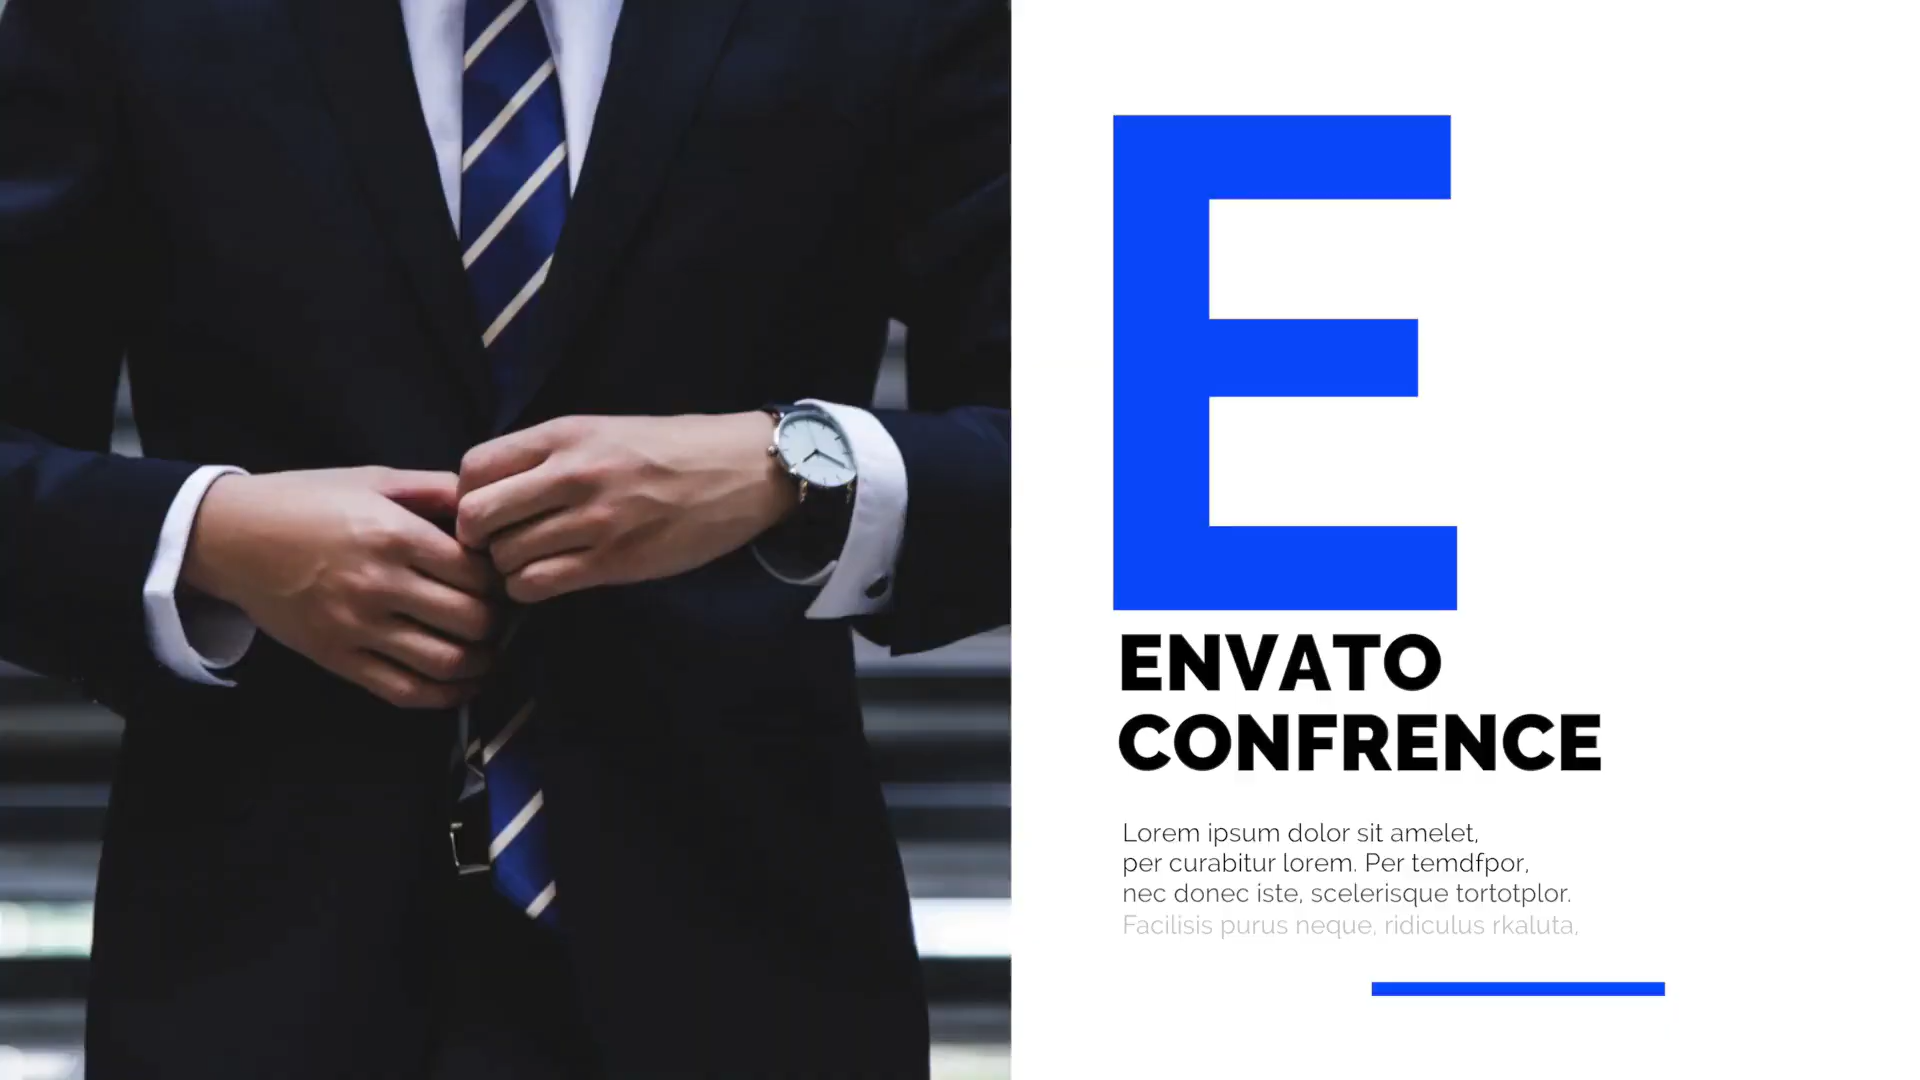 E
ENVATO
CONFRENCE
Lorem ipsum dolor sit amelet,
per curabitur lorem. Per temdfpor,
nec donec iste, scelerisque tortotplor.
Facilisis purus neque, ridiculus rkaluta,